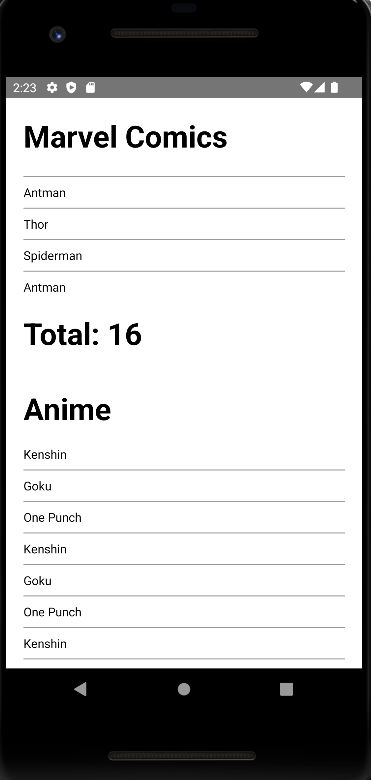 2:23
Marvel Comics
Antman
Thor
Spiderman
Antman
Total: 16
Anime
Kenshin
Goku
One Punch
Kenshin
Goku
One Punch
Kenshin